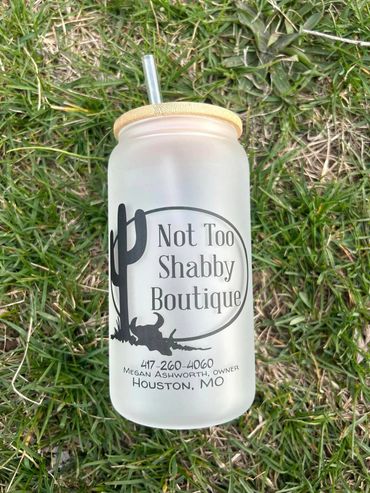 Not Too
Shabby
Boutique
417-260-4060
Megan Ashworth, owner
Houston, MO